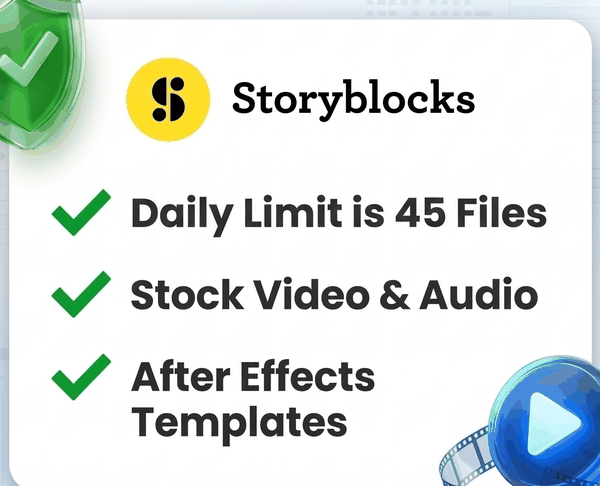 Storyblocks
Daily Limit is 45 Files
Stock Video & Audio
After Effects
Templates